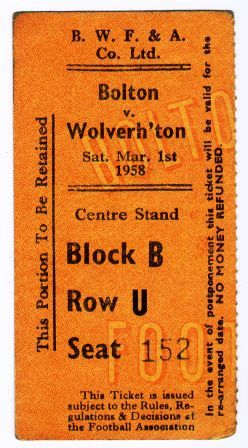 B. W. F. & A.
Co. Ltd.
Bolton
v.
Wolverh'ton
Sat. Mar. 1st
1958
Centre Stand
Block B
Row U
Seat 152
This Ticket is issued
subject to the Rules, Re-
gulations & Decisions of
the Football Association
This Portion To Be Retained
In the event of postponement this ticket will be valid for the
re-arranged date. NO MONEY REFUNDED.
OLTO
FOO